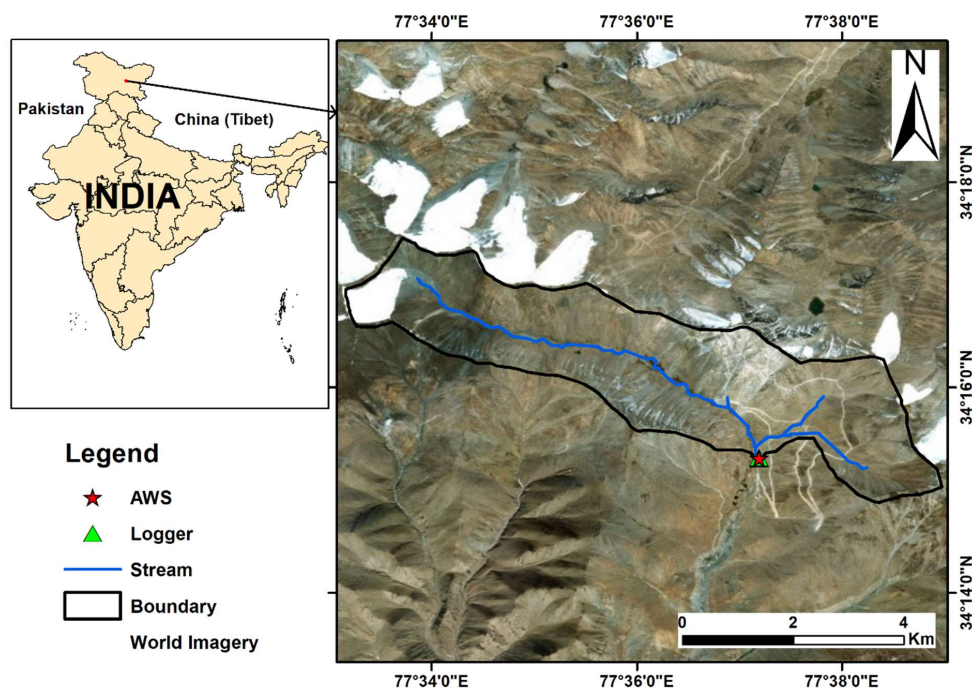 77°34'0"E 77°36'0"E 77°38'0"E
Pakistan
China (Tibet)
INDIA
N
34°18'0"N
34°16'0"N
34°14'0"N
Legend
AWS
Logger
Stream
Boundary
World Imagery
0 2 4
Km
77°34'0"E 77°36'0"E 77°38'0"E